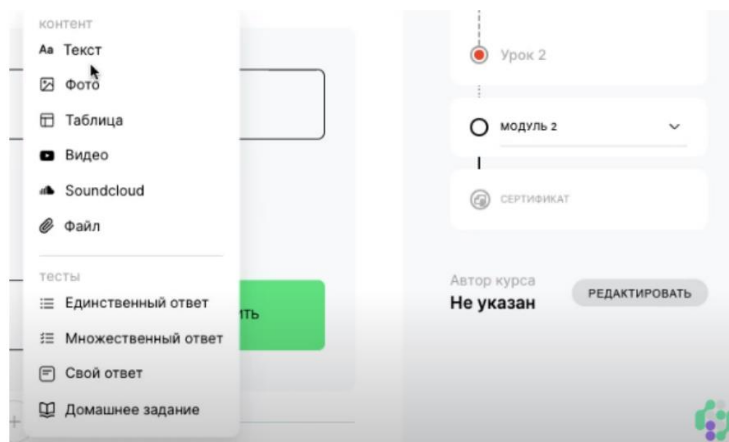 контент
Aa Текст
Фото
Таблица
Видео
Soundcloud
Файл
тесты
Единственный ответ
Множественный ответ
Свой ответ
Домашнее задание
ИТЬ
Урок 2
МОДУЛЬ 2
СЕРТИФИКАТ
Автор курса
Не указан
РЕДАКТИРОВАТЬ